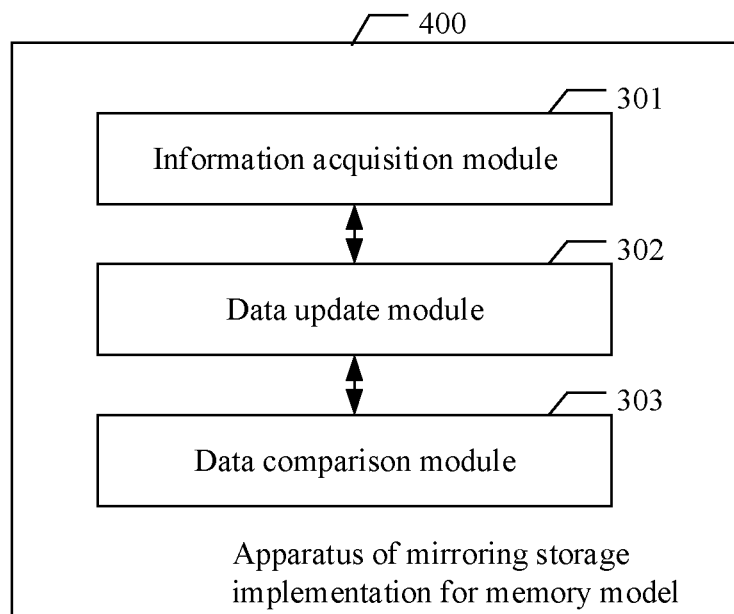 400
301
Information acquisition module
302
Data update module
303
Data comparison module
Apparatus of mirroring storage
implementation for memory model